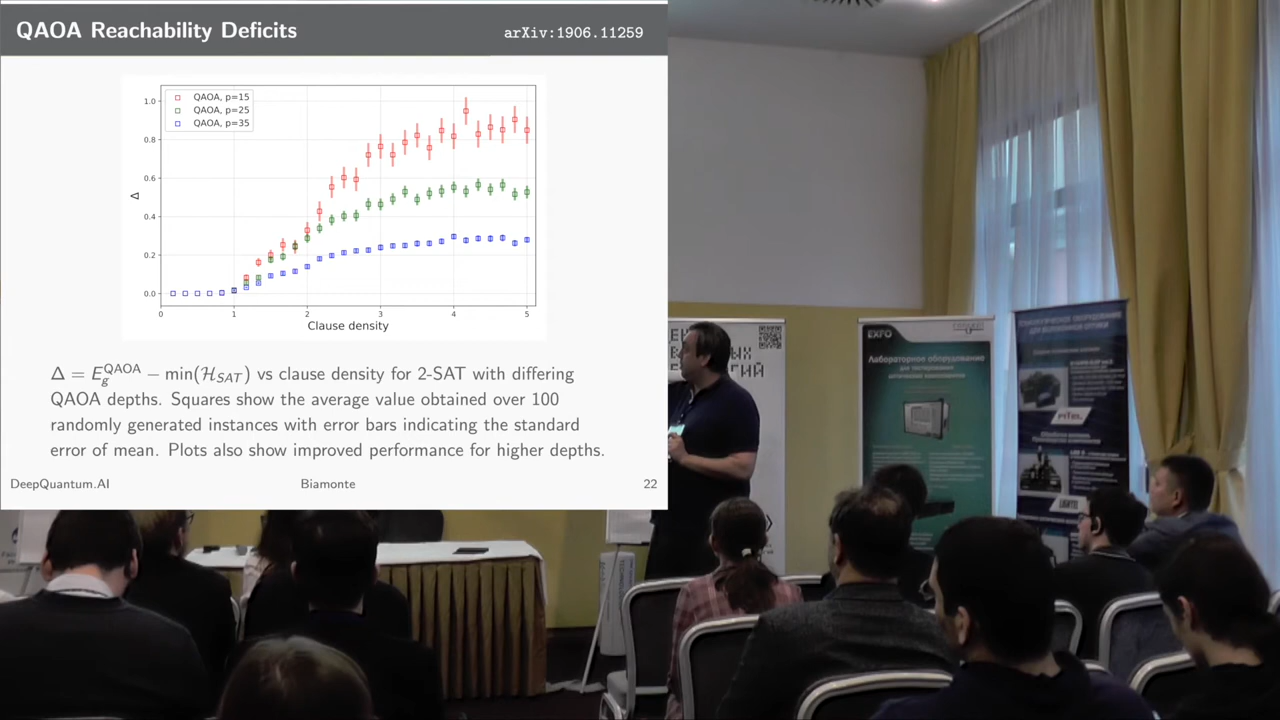 QAOA Reachability Deficits
arXiv:1906.11259
QAOA, p=15
QAOA, p=25
QAOA, p=35
1.0
0.8
0.6
0.4
0.2
0.0
Δ
0 1 2 3 4 5
Clause density
Δ = E_g^QAOA − min(H_SAT) vs clause density for 2-SAT with differing
QAOA depths. Squares show the average value obtained over 100
randomly generated instances with error bars indicating the standard
error of mean. Plots also show improved performance for higher depths.
DeepQuantum.AI
Biamonte
22
EXFO
Лабораторное оборудование